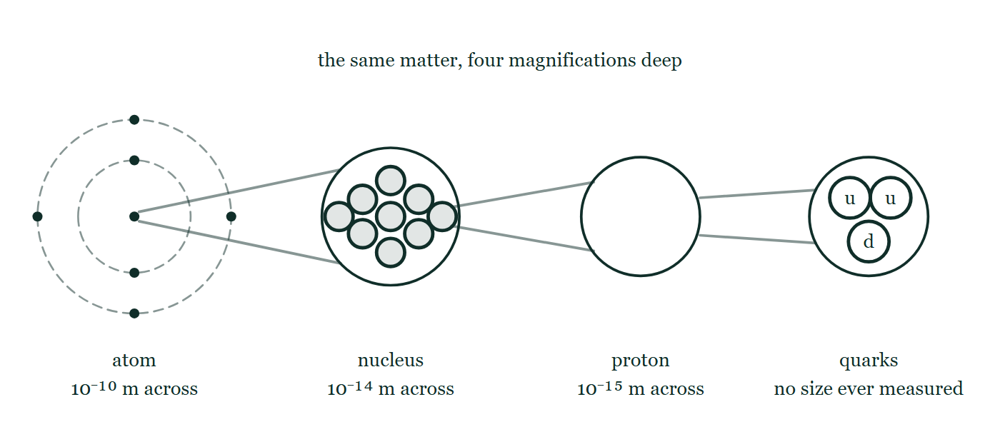 the same matter, four magnifications deep
u u
d
atom
10⁻¹⁰ m across
nucleus
10⁻¹⁴ m across
proton
10⁻¹⁵ m across
quarks
no size ever measured